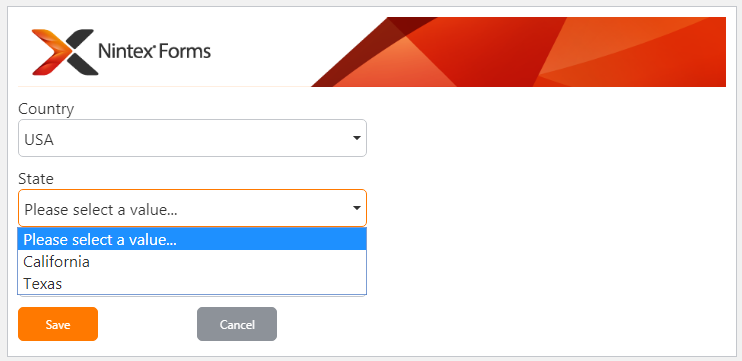 Nintex Forms
Country
USA
State
Please select a value...
Please select a value...
California
Texas
Save Cancel